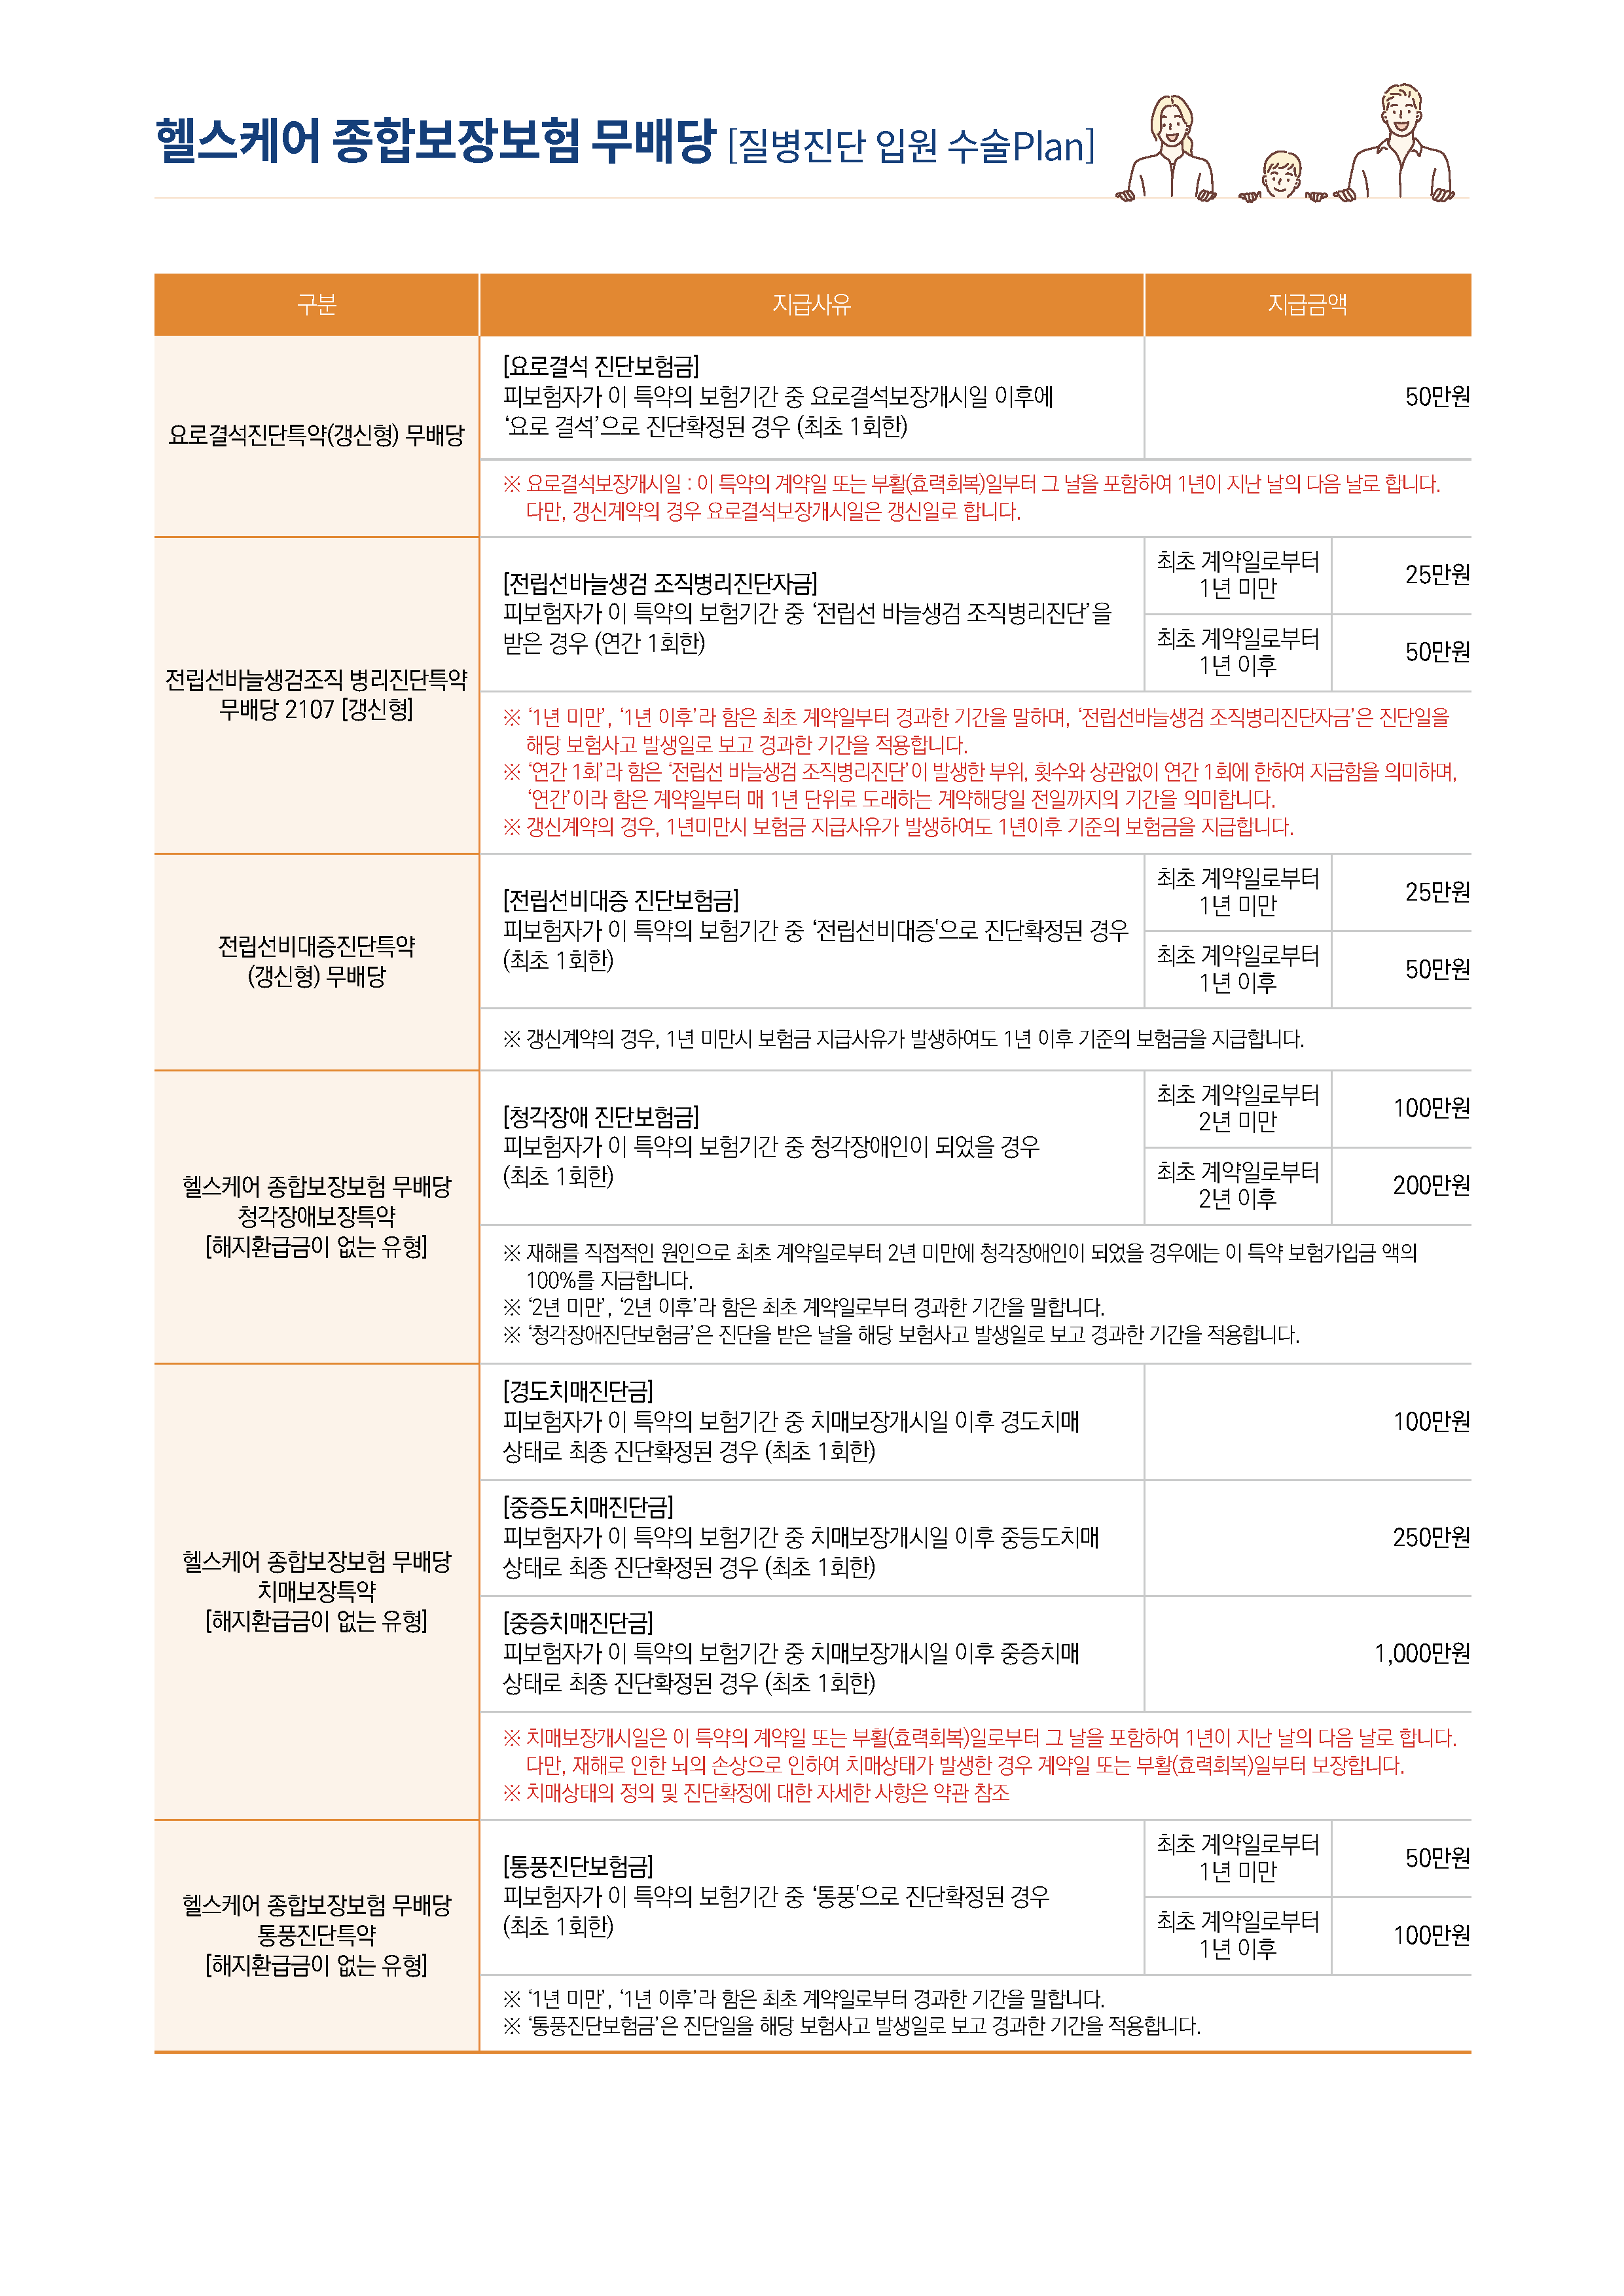 헬스케어 종합보장보험 무배당 [질병진단 입원 수술Plan]
구분
지급사유
지급금액
요로결석진단특약(갱신형) 무배당
[요로결석 진단보험금]
피보험자가 이 특약의 보험기간 중 요로결석보장개시일 이후에
‘요로 결석’으로 진단확정된 경우 (최초 1회한)
50만원
※ 요로결석보장개시일 : 이 특약의 계약일 또는 부활(효력회복)일부터 그 날을 포함하여 1년이 지난 날의 다음 날로 합니다.
다만, 갱신계약의 경우 요로결석보장개시일은 갱신일로 합니다.
전립선바늘생검조직 병리진단특약
무배당 2107 [갱신형]
[전립선바늘생검 조직병리진단자금]
피보험자가 이 특약의 보험기간 중 ‘전립선 바늘생검 조직병리진단’을
받은 경우 (연간 1회한)
최초 계약일로부터
1년 미만
25만원
최초 계약일로부터
1년 이후
50만원
※ ‘1년 미만’, ‘1년 이후’라 함은 최초 계약일부터 경과한 기간을 말하며, ‘전립선바늘생검 조직병리진단자금’은 진단일을
해당 보험사고 발생일로 보고 경과한 기간을 적용합니다.
※ ‘연간 1회’라 함은 ‘전립선 바늘생검 조직병리진단’이 발생한 부위, 횟수와 상관없이 연간 1회에 한하여 지급함을 의미하며,
‘연간’이라 함은 계약일부터 매 1년 단위로 도래하는 계약해당일 전일까지의 기간을 의미합니다.
※ 갱신계약의 경우, 1년미만시 보험금 지급사유가 발생하여도 1년이후 기준의 보험금을 지급합니다.
전립선비대증진단특약
(갱신형) 무배당
[전립선비대증 진단보험금]
피보험자가 이 특약의 보험기간 중 ‘전립선비대증'으로 진단확정된 경우
(최초 1회한)
최초 계약일로부터
1년 미만
25만원
최초 계약일로부터
1년 이후
50만원
※ 갱신계약의 경우, 1년 미만시 보험금 지급사유가 발생하여도 1년 이후 기준의 보험금을 지급합니다.
헬스케어 종합보장보험 무배당
청각장애보장특약
[해지환급금이 없는 유형]
[청각장애 진단보험금]
피보험자가 이 특약의 보험기간 중 청각장애인이 되었을 경우
(최초 1회한)
최초 계약일로부터
2년 미만
100만원
최초 계약일로부터
2년 이후
200만원
※ 재해를 직접적인 원인으로 최초 계약일로부터 2년 미만에 청각장애인이 되었을 경우에는 이 특약 보험가입금 액의
100%를 지급합니다.
※ ‘2년 미만’, ‘2년 이후’라 함은 최초 계약일로부터 경과한 기간을 말합니다.
※ ‘청각장애진단보험금’은 진단을 받은 날을 해당 보험사고 발생일로 보고 경과한 기간을 적용합니다.
헬스케어 종합보장보험 무배당
치매보장특약
[해지환급금이 없는 유형]
[경도치매진단금]
피보험자가 이 특약의 보험기간 중 치매보장개시일 이후 경도치매
상태로 최종 진단확정된 경우 (최초 1회한)
100만원
[중증도치매진단금]
피보험자가 이 특약의 보험기간 중 치매보장개시일 이후 중등도치매
상태로 최종 진단확정된 경우 (최초 1회한)
250만원
[중증치매진단금]
피보험자가 이 특약의 보험기간 중 치매보장개시일 이후 중증치매
상태로 최종 진단확정된 경우 (최초 1회한)
1,000만원
※ 치매보장개시일은 이 특약의 계약일 또는 부활(효력회복)일로부터 그 날을 포함하여 1년이 지난 날의 다음 날로 합니다.
다만, 재해로 인한 뇌의 손상으로 인하여 치매상태가 발생한 경우 계약일 또는 부활(효력회복)일부터 보장합니다.
※ 치매상태의 정의 및 진단확정에 대한 자세한 사항은 약관 참조
헬스케어 종합보장보험 무배당
통풍진단특약
[해지환급금이 없는 유형]
[통풍진단보험금]
피보험자가 이 특약의 보험기간 중 ‘통풍'으로 진단확정된 경우
(최초 1회한)
최초 계약일로부터
1년 미만
50만원
최초 계약일로부터
1년 이후
100만원
※ ‘1년 미만’, ‘1년 이후’라 함은 최초 계약일로부터 경과한 기간을 말합니다.
※ ‘통풍진단보험금’은 진단일을 해당 보험사고 발생일로 보고 경과한 기간을 적용합니다.